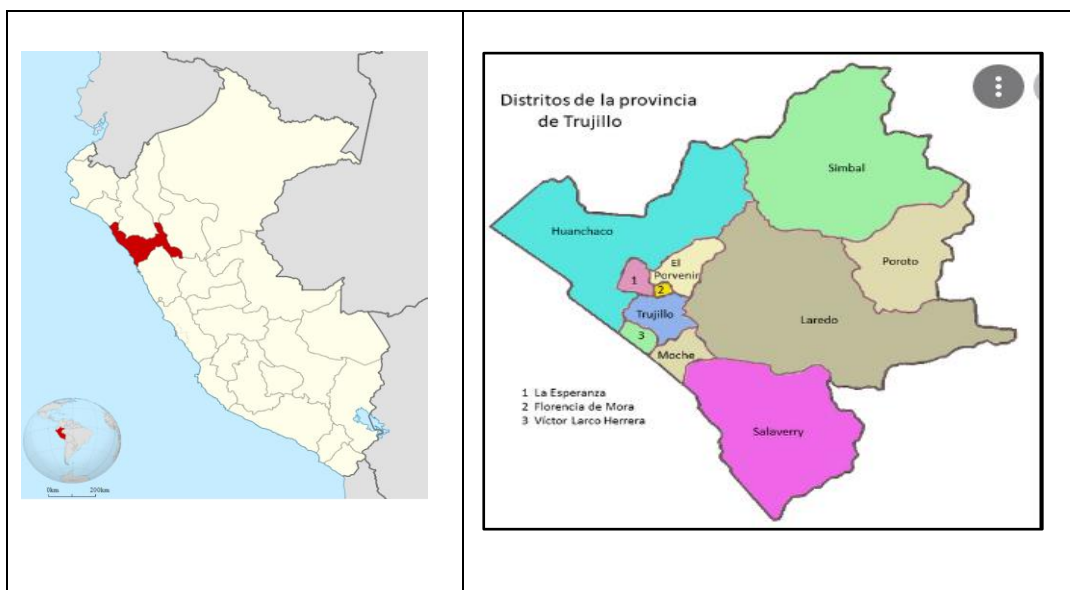 0km 200km
Distritos de la provincia
de Trujillo
Simbal
Huanchaco
Poroto
El
Porvenir
1
2
Trujillo
Laredo
3
Moche
1 La Esperanza
2 Florencia de Mora
3 Víctor Larco Herrera
Salaverry